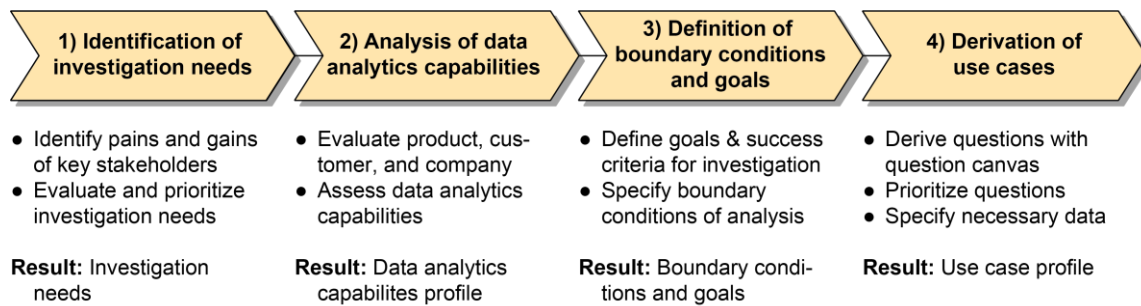 1) Identification of
investigation needs
2) Analysis of data
analytics capabilities
3) Definition of
boundary conditions
and goals
4) Derivation of
use cases
● Identify pains and gains
of key stakeholders
● Evaluate and prioritize
investigation needs
Result: Investigation
needs
● Evaluate product, cus-
tomer, and company
● Assess data analytics
capabilities
Result: Data analytics
capabilites profile
● Define goals & success
criteria for investigation
● Specify boundary
conditions of analysis
Result: Boundary condi-
tions and goals
● Derive questions with
question canvas
● Prioritize questions
● Specify necessary data
Result: Use case profile